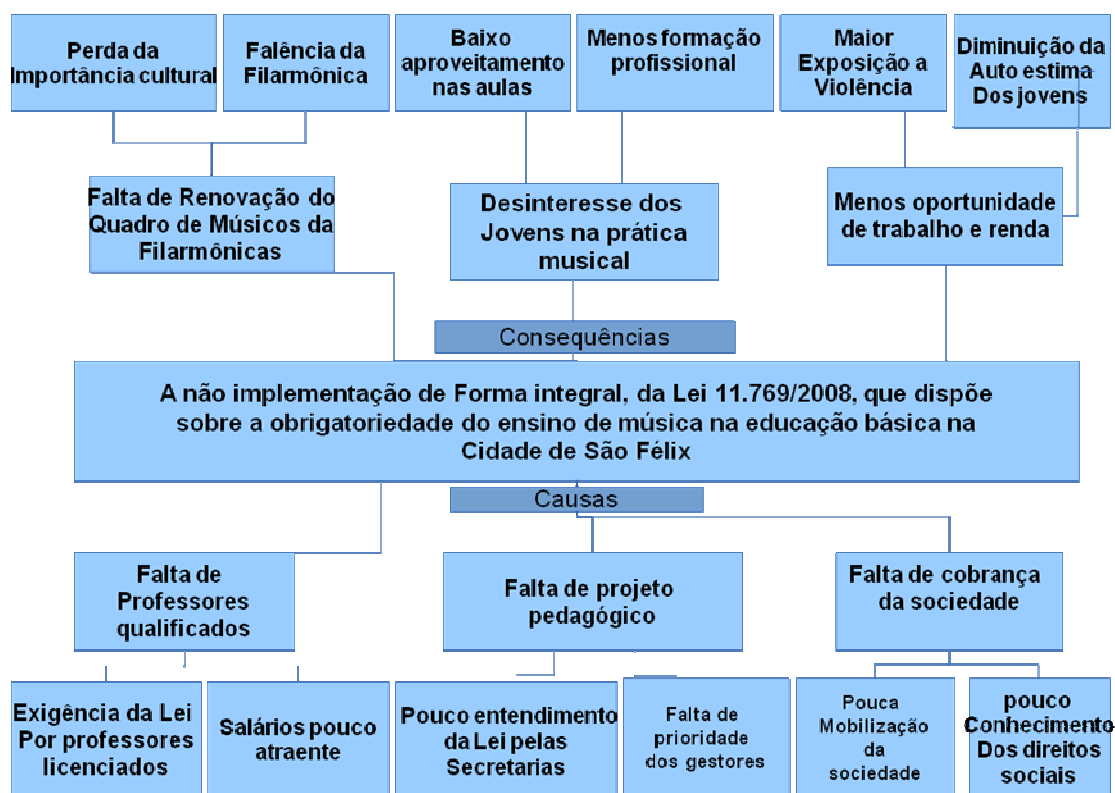 Perda da
Importância cultural
Falência da
Filarmônica
Baixo
aproveitamento
nas aulas
Menos formação
profissional
Maior
Exposição a
Violência
Diminuição da
Auto estima
Dos jovens
Falta de Renovação do
Quadro de Músicos da
Filarmônicas
Desinteresse dos
Jovens na prática
musical
Menos oportunidade
de trabalho e renda
Consequências
A não implementação de Forma integral, da Lei 11.769/2008, que dispõe
sobre a obrigatoriedade do ensino de música na educação básica na
Cidade de São Félix
Causas
Falta de
Professores
qualificados
Falta de projeto
pedagógico
Falta de cobrança
da sociedade
Exigência da Lei
Por professores
licenciados
Salários pouco
atraente
Pouco entendimento
da Lei pelas
Secretarias
Falta de
prioridade
dos gestores
Pouca
Mobilização
da
sociedade
pouco
Conhecimento
Dos direitos
sociais